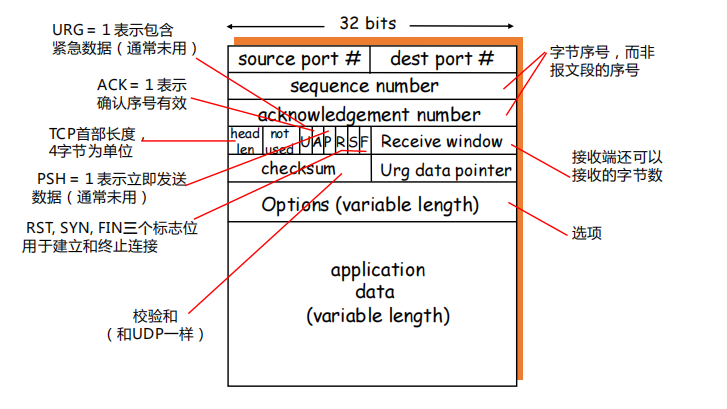 32 bits
URG=1表示包含
紧急数据(通常未用)
ACK=1表示
确认序号有效
TCP首部长度,
4字节为单位
PSH=1表示立即发送
数据(通常未用)
RST, SYN, FIN三个标志位
用于建立和终止连接
校验和
(和UDP一样)
source port #
dest port #
sequence number
acknowledgement number
head
len
not
used
U
A
P
R
S
F
Receive window
checksum
Urg data pointer
Options (variable length)
application
data
(variable length)
字节序号,而非
报文段的序号
接收端还可以
接收的字节数
选项